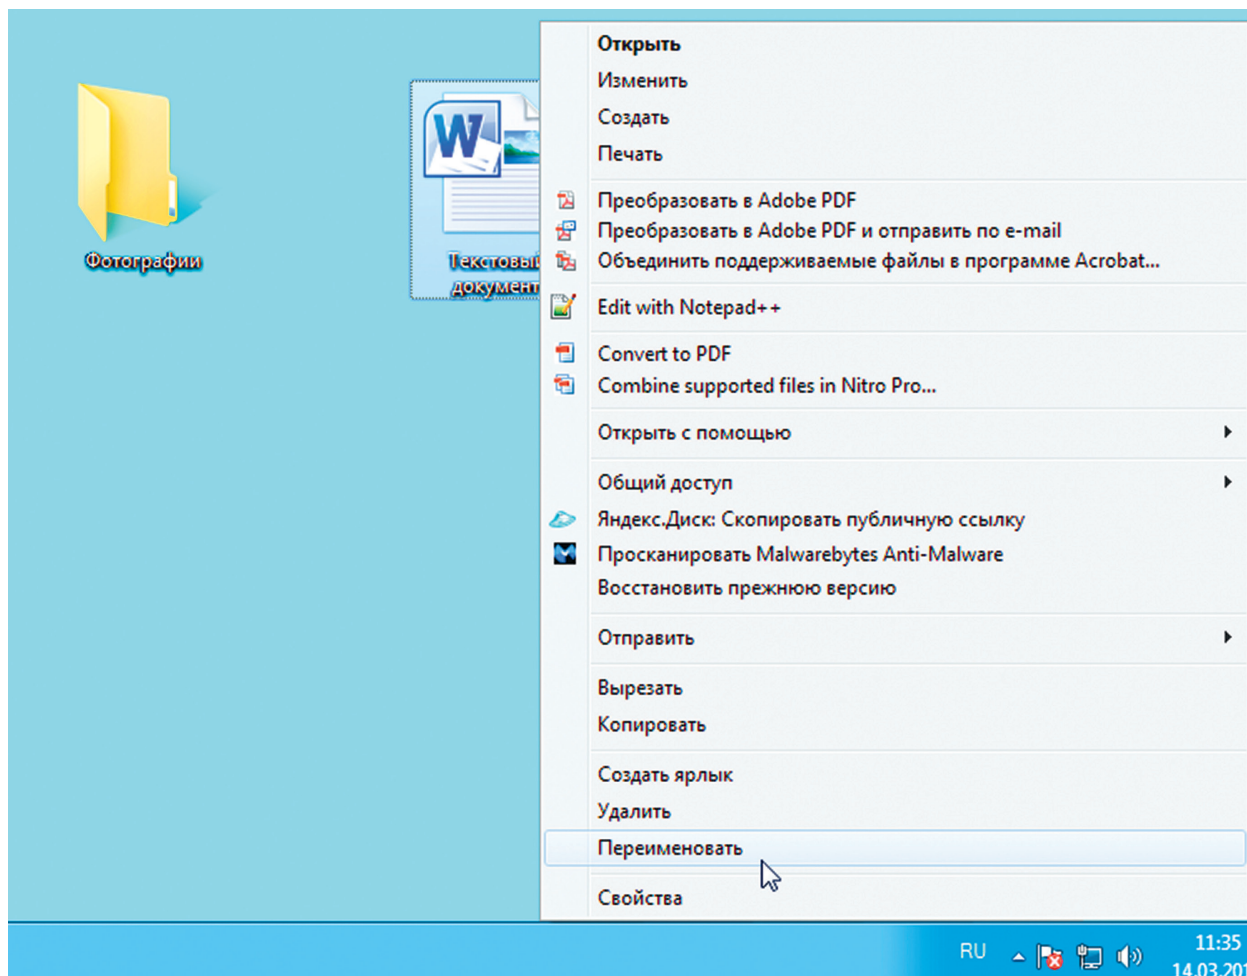 Фотографии
Текстовый
документ
Открыть
Изменить
Создать
Печать
Преобразовать в Adobe PDF
Преобразовать в Adobe PDF и отправить по e-mail
Объединить поддерживаемые файлы в программе Acrobat...
Edit with Notepad++
Convert to PDF
Combine supported files in Nitro Pro...
Открыть с помощью
Общий доступ
Яндекс.Диск: Скопировать публичную ссылку
Просканировать Malwarebytes Anti-Malware
Восстановить прежнюю версию
Отправить
Вырезать
Копировать
Создать ярлык
Удалить
Переименовать
Свойства
RU
11:35
14.03.201